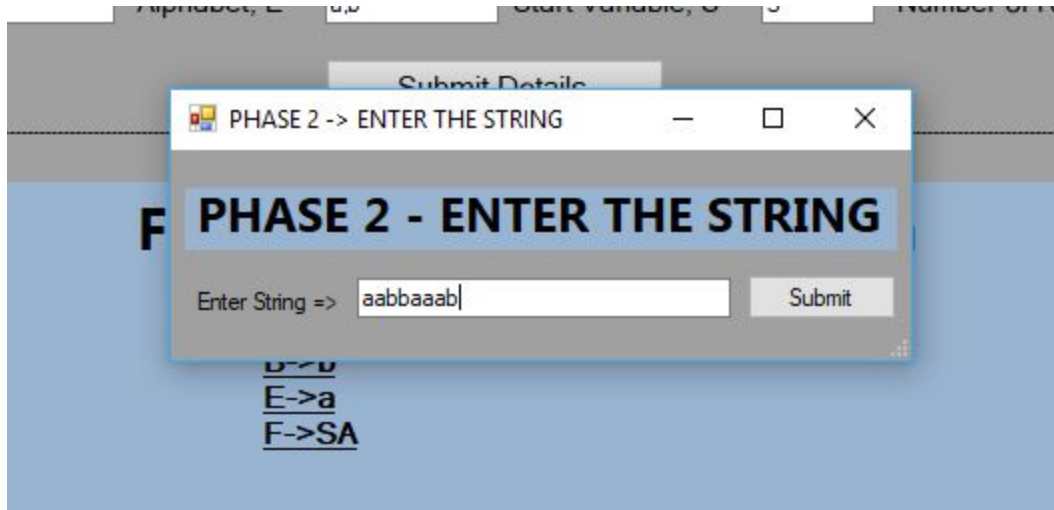 Submit Details
PHASE 2 -> ENTER THE STRING
PHASE 2 - ENTER THE STRING
Enter String => aabbaaab Submit
B->b
E->a
F->SA